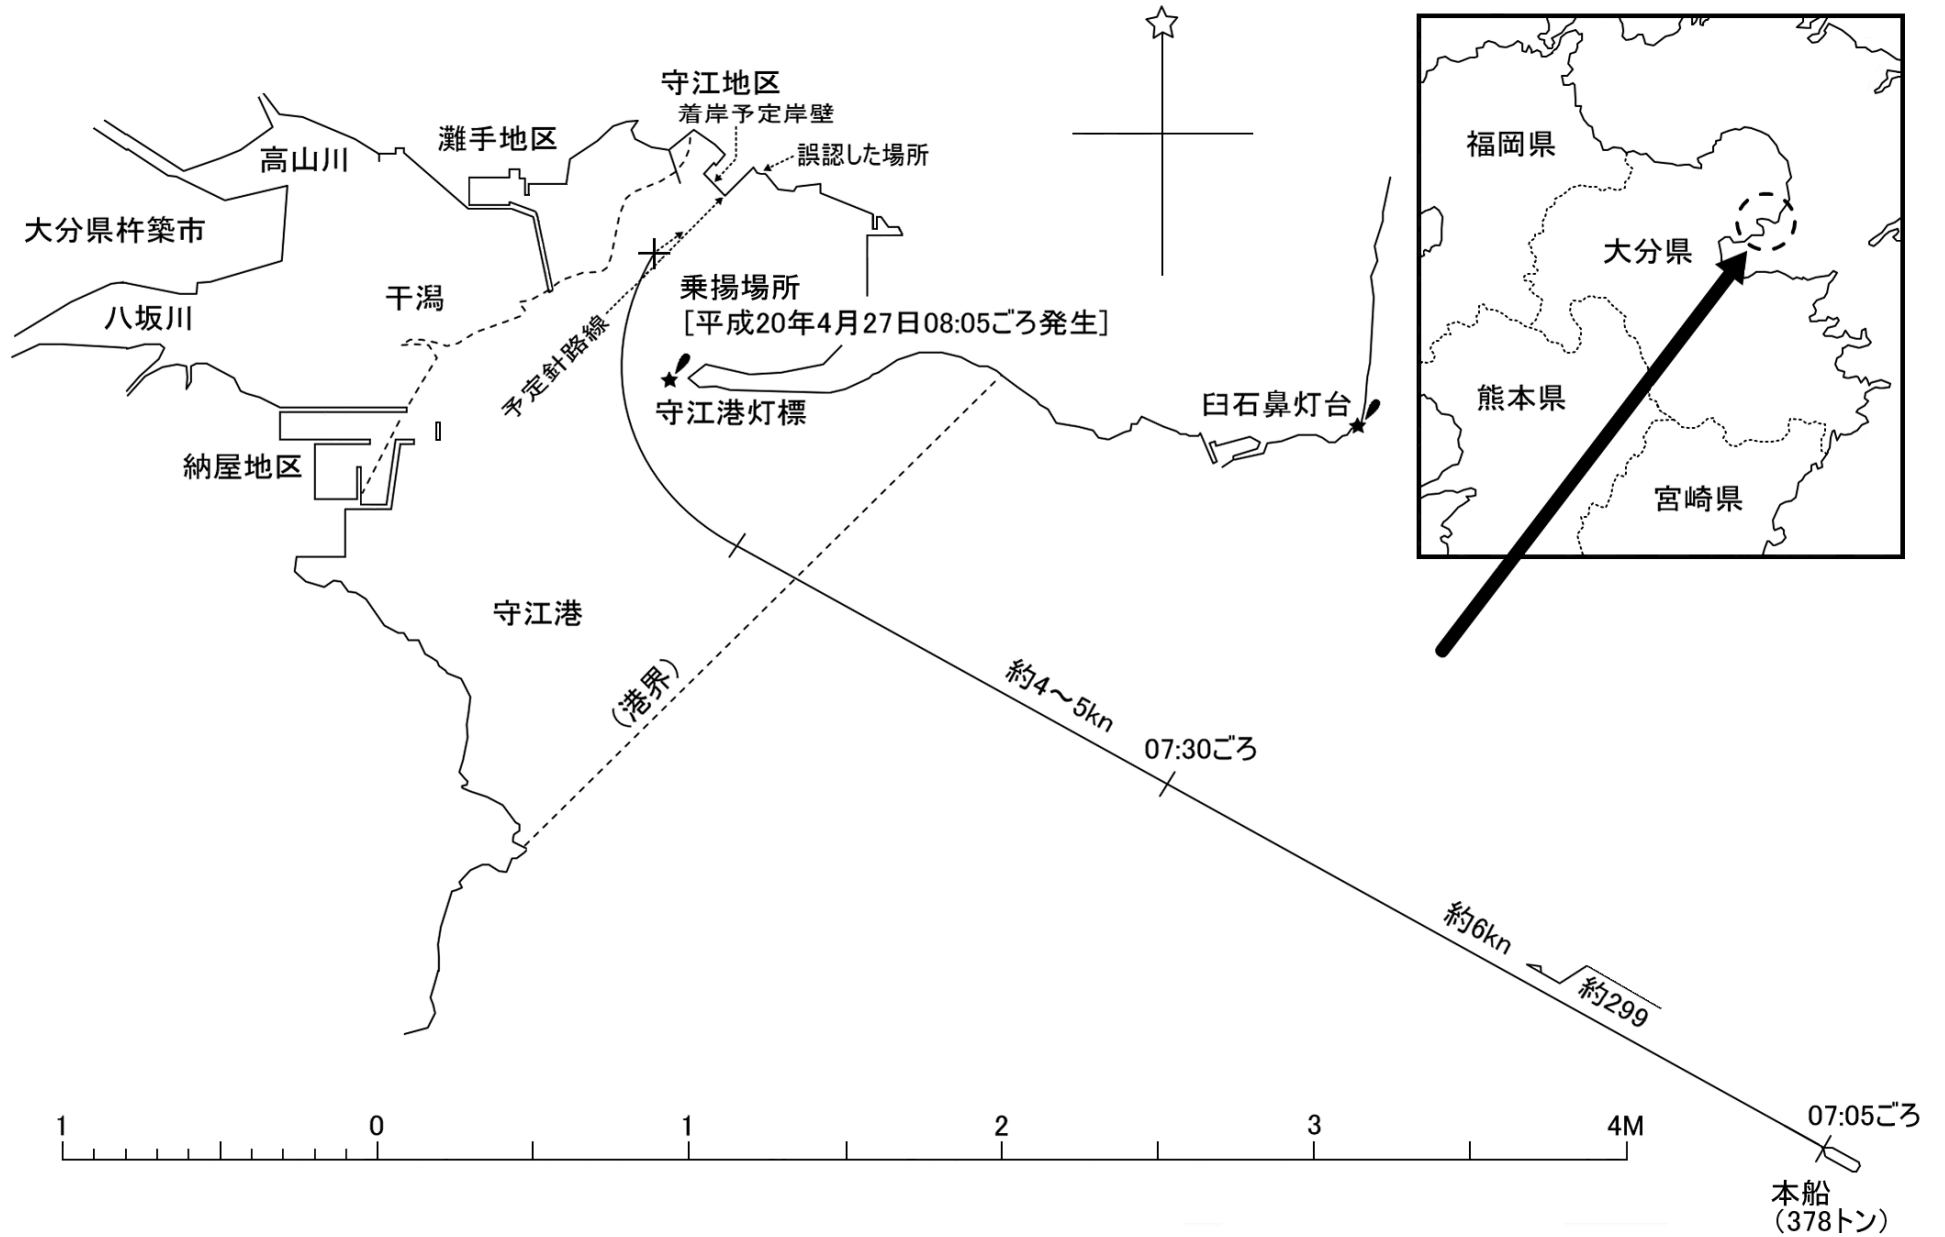 守江地区
着岸予定岸壁
灘手地区
誤認した場所
高山川
大分県杵築市
干潟
八坂川
乗揚場所
[平成20年4月27日08:05ごろ発生]
予定針路線
守江港灯標
臼石鼻灯台
納屋地区
守江港
(港界)
約4～5kn
07:30ごろ
約6kn
約299
07:05ごろ
本船
(378トン)
1
0
1
2
3
4M
福岡県
大分県
熊本県
宮崎県